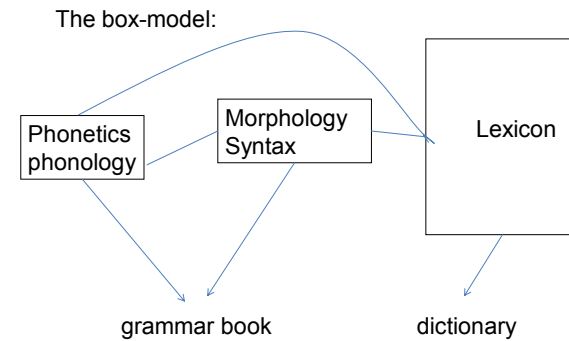 The box-model:
Phonetics
phonology
Morphology
Syntax
Lexicon
grammar book
dictionary